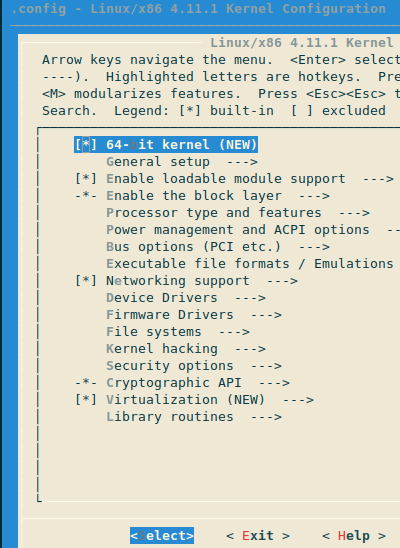 .config - Linux/x86 4.11.1 Kernel Configuration
Linux/x86 4.11.1 Kernel
Arrow keys navigate the menu. <Enter> select
----). Highlighted letters are hotkeys. Pre
<M> modularizes features. Press <Esc><Esc> t
Search. Legend: [*] built-in [ ] excluded
[*] 64-bit kernel (NEW)
General setup --->
[*] Enable loadable module support --->
-*- Enable the block layer --->
Processor type and features --->
Power management and ACPI options --
Bus options (PCI etc.) --->
Executable file formats / Emulations
[*] Networking support --->
Device Drivers --->
Firmware Drivers --->
File systems --->
Kernel hacking --->
Security options --->
-*- Cryptographic API --->
[*] Virtualization (NEW) --->
Library routines --->
<Select> < Exit > < Help >